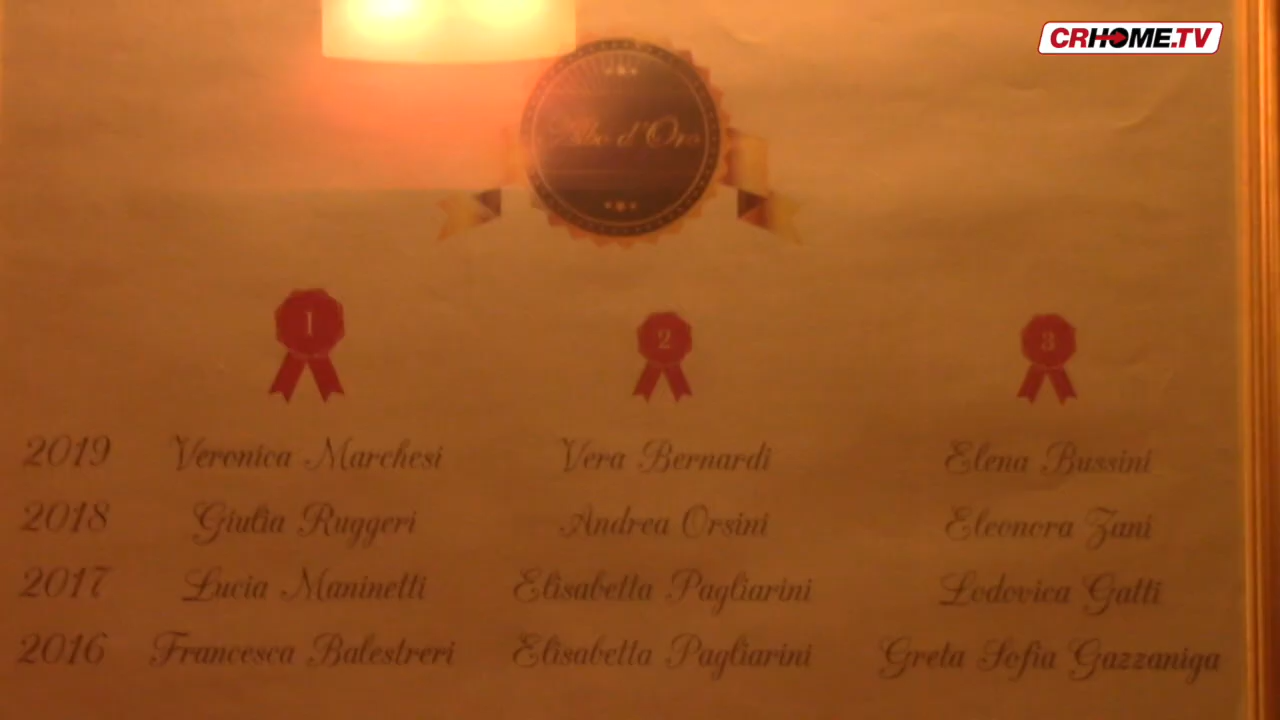 CRHOME.TV
Albo d'Oro
1 2 3
2019 Veronica Marchesi Vera Bernardi Elena Bussini
2018 Giulia Ruggeri Andrea Orsini Eleonora Zani
2017 Lucia Maninetti Elisabetta Pagliarini Lodovica Gatti
2016 Francesca Balestreri Elisabetta Pagliarini Greta Sofia Gazzaniga